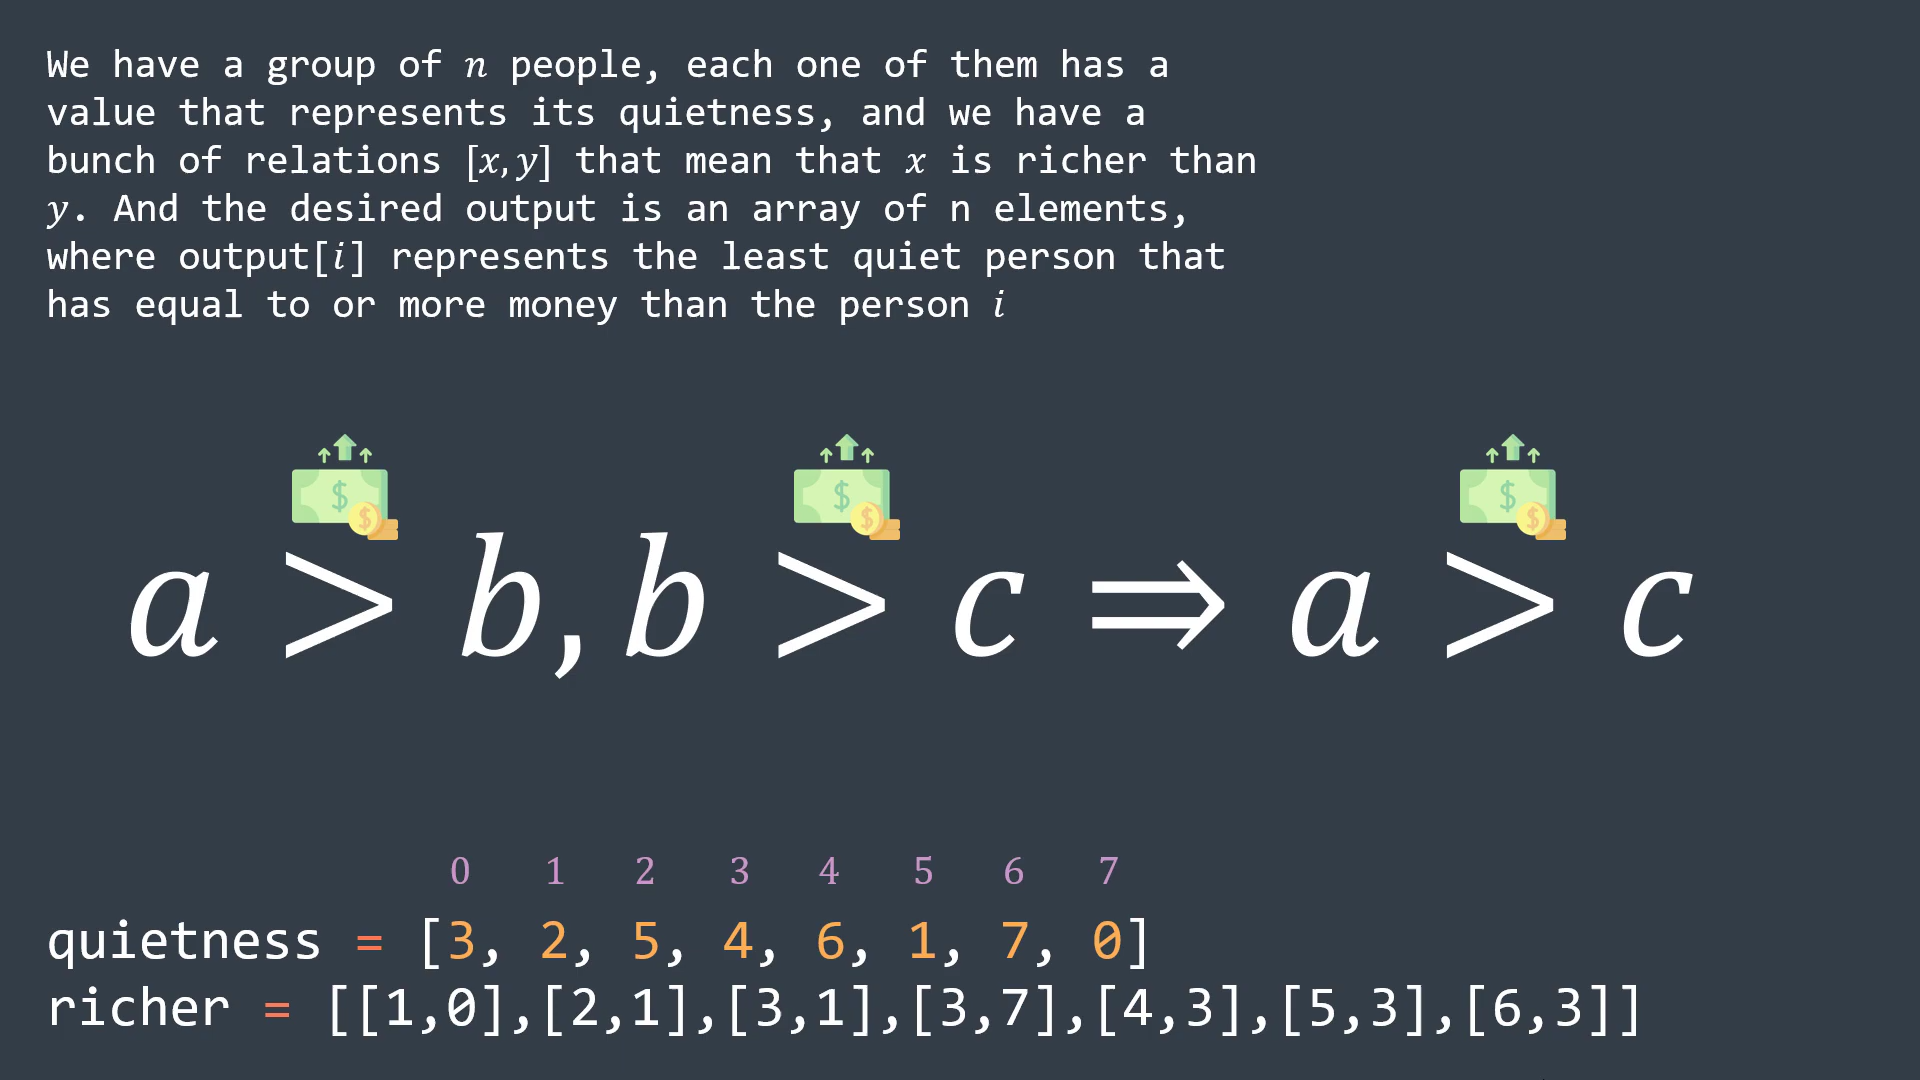 We have a group of n people, each one of them has a
value that represents its quietness, and we have a
bunch of relations [x, y] that mean that x is richer than
y. And the desired output is an array of n elements,
where output[i] represents the least quiet person that
has equal to or more money than the person i
$ $ $ $ $ $
a > b, b > c ⇒ a > c
0 1 2 3 4 5 6 7
quietness = [3, 2, 5, 4, 6, 1, 7, 0]
richer = [[1,0],[2,1],[3,1],[3,7],[4,3],[5,3],[6,3]]